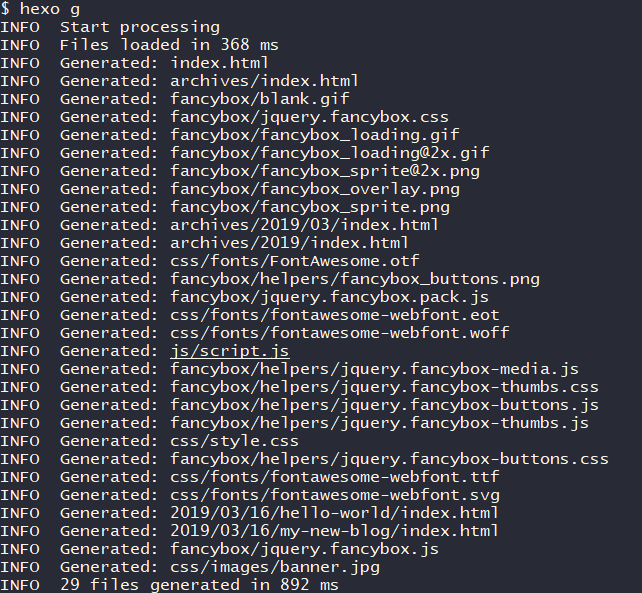 $ hexo g
INFO  Start processing
INFO  Files loaded in 368 ms
INFO  Generated: index.html
INFO  Generated: archives/index.html
INFO  Generated: fancybox/blank.gif
INFO  Generated: fancybox/jquery.fancybox.css
INFO  Generated: fancybox/fancybox_loading.gif
INFO  Generated: fancybox/fancybox_loading@2x.gif
INFO  Generated: fancybox/fancybox_sprite@2x.png
INFO  Generated: fancybox/fancybox_overlay.png
INFO  Generated: fancybox/fancybox_sprite.png
INFO  Generated: archives/2019/03/index.html
INFO  Generated: archives/2019/index.html
INFO  Generated: css/fonts/FontAwesome.otf
INFO  Generated: fancybox/helpers/fancybox_buttons.png
INFO  Generated: fancybox/jquery.fancybox.pack.js
INFO  Generated: css/fonts/fontawesome-webfont.eot
INFO  Generated: css/fonts/fontawesome-webfont.woff
INFO  Generated: js/script.js
INFO  Generated: fancybox/helpers/jquery.fancybox-media.js
INFO  Generated: fancybox/helpers/jquery.fancybox-thumbs.css
INFO  Generated: fancybox/helpers/jquery.fancybox-buttons.js
INFO  Generated: fancybox/helpers/jquery.fancybox-thumbs.js
INFO  Generated: css/style.css
INFO  Generated: fancybox/helpers/jquery.fancybox-buttons.css
INFO  Generated: css/fonts/fontawesome-webfont.ttf
INFO  Generated: css/fonts/fontawesome-webfont.svg
INFO  Generated: 2019/03/16/hello-world/index.html
INFO  Generated: 2019/03/16/my-new-blog/index.html
INFO  Generated: fancybox/jquery.fancybox.js
INFO  Generated: css/images/banner.jpg
INFO  29 files generated in 892 ms